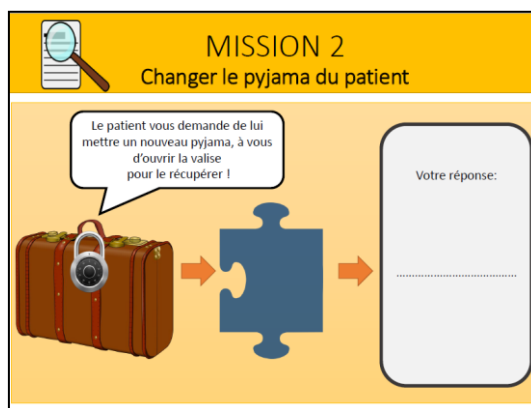 MISSION 2
Changer le pyjama du patient
Le patient vous demande de lui
mettre un nouveau pyjama, à vous
d'ouvrir la valise
pour le récupérer !
Votre réponse:
................................................